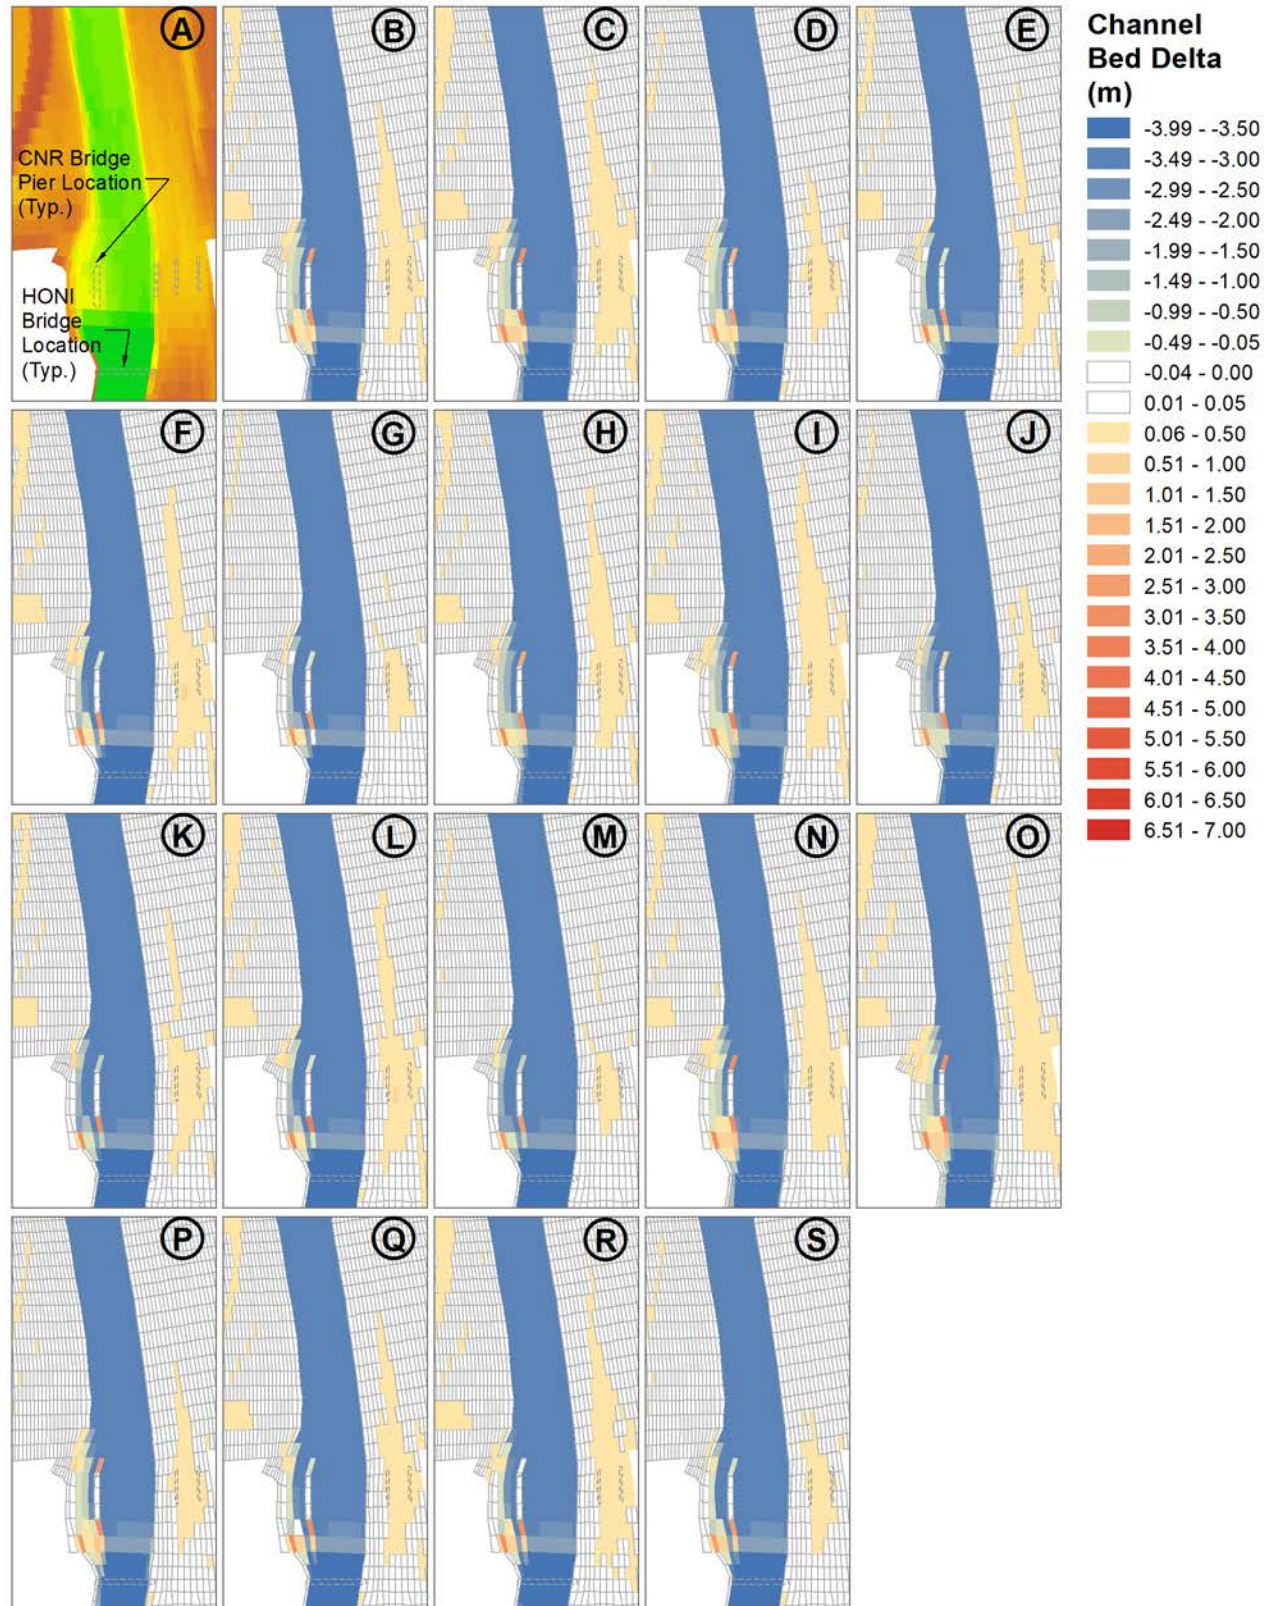 A
B
C
D
E
CNR Bridge
Pier Location
(Typ.)
HONI
Bridge
Location
(Typ.)
F
G
H
I
J
K
L
M
N
O
P
Q
R
S
Channel
Bed Delta
(m)
-3.99 - -3.50
-3.49 - -3.00
-2.99 - -2.50
-2.49 - -2.00
-1.99 - -1.50
-1.49 - -1.00
-0.99 - -0.50
-0.49 - -0.05
-0.04 - 0.00
0.01 - 0.05
0.06 - 0.50
0.51 - 1.00
1.01 - 1.50
1.51 - 2.00
2.01 - 2.50
2.51 - 3.00
3.01 - 3.50
3.51 - 4.00
4.01 - 4.50
4.51 - 5.00
5.01 - 5.50
5.51 - 6.00
6.01 - 6.50
6.51 - 7.00